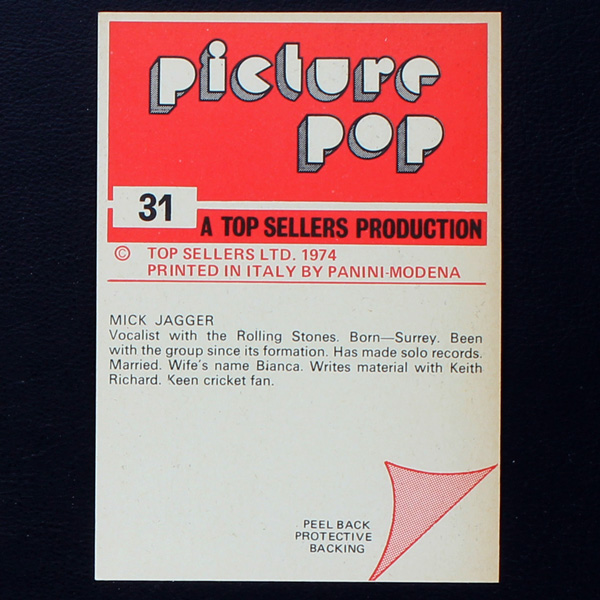 picture
pop
31
A TOP SELLERS PRODUCTION
© TOP SELLERS LTD. 1974
PRINTED IN ITALY BY PANINI-MODENA
MICK JAGGER
Vocalist with the Rolling Stones. Born—Surrey. Been
with the group since its formation. Has made solo records.
Married. Wife's name Bianca. Writes material with Keith
Richard. Keen cricket fan.
PEEL BACK
PROTECTIVE
BACKING